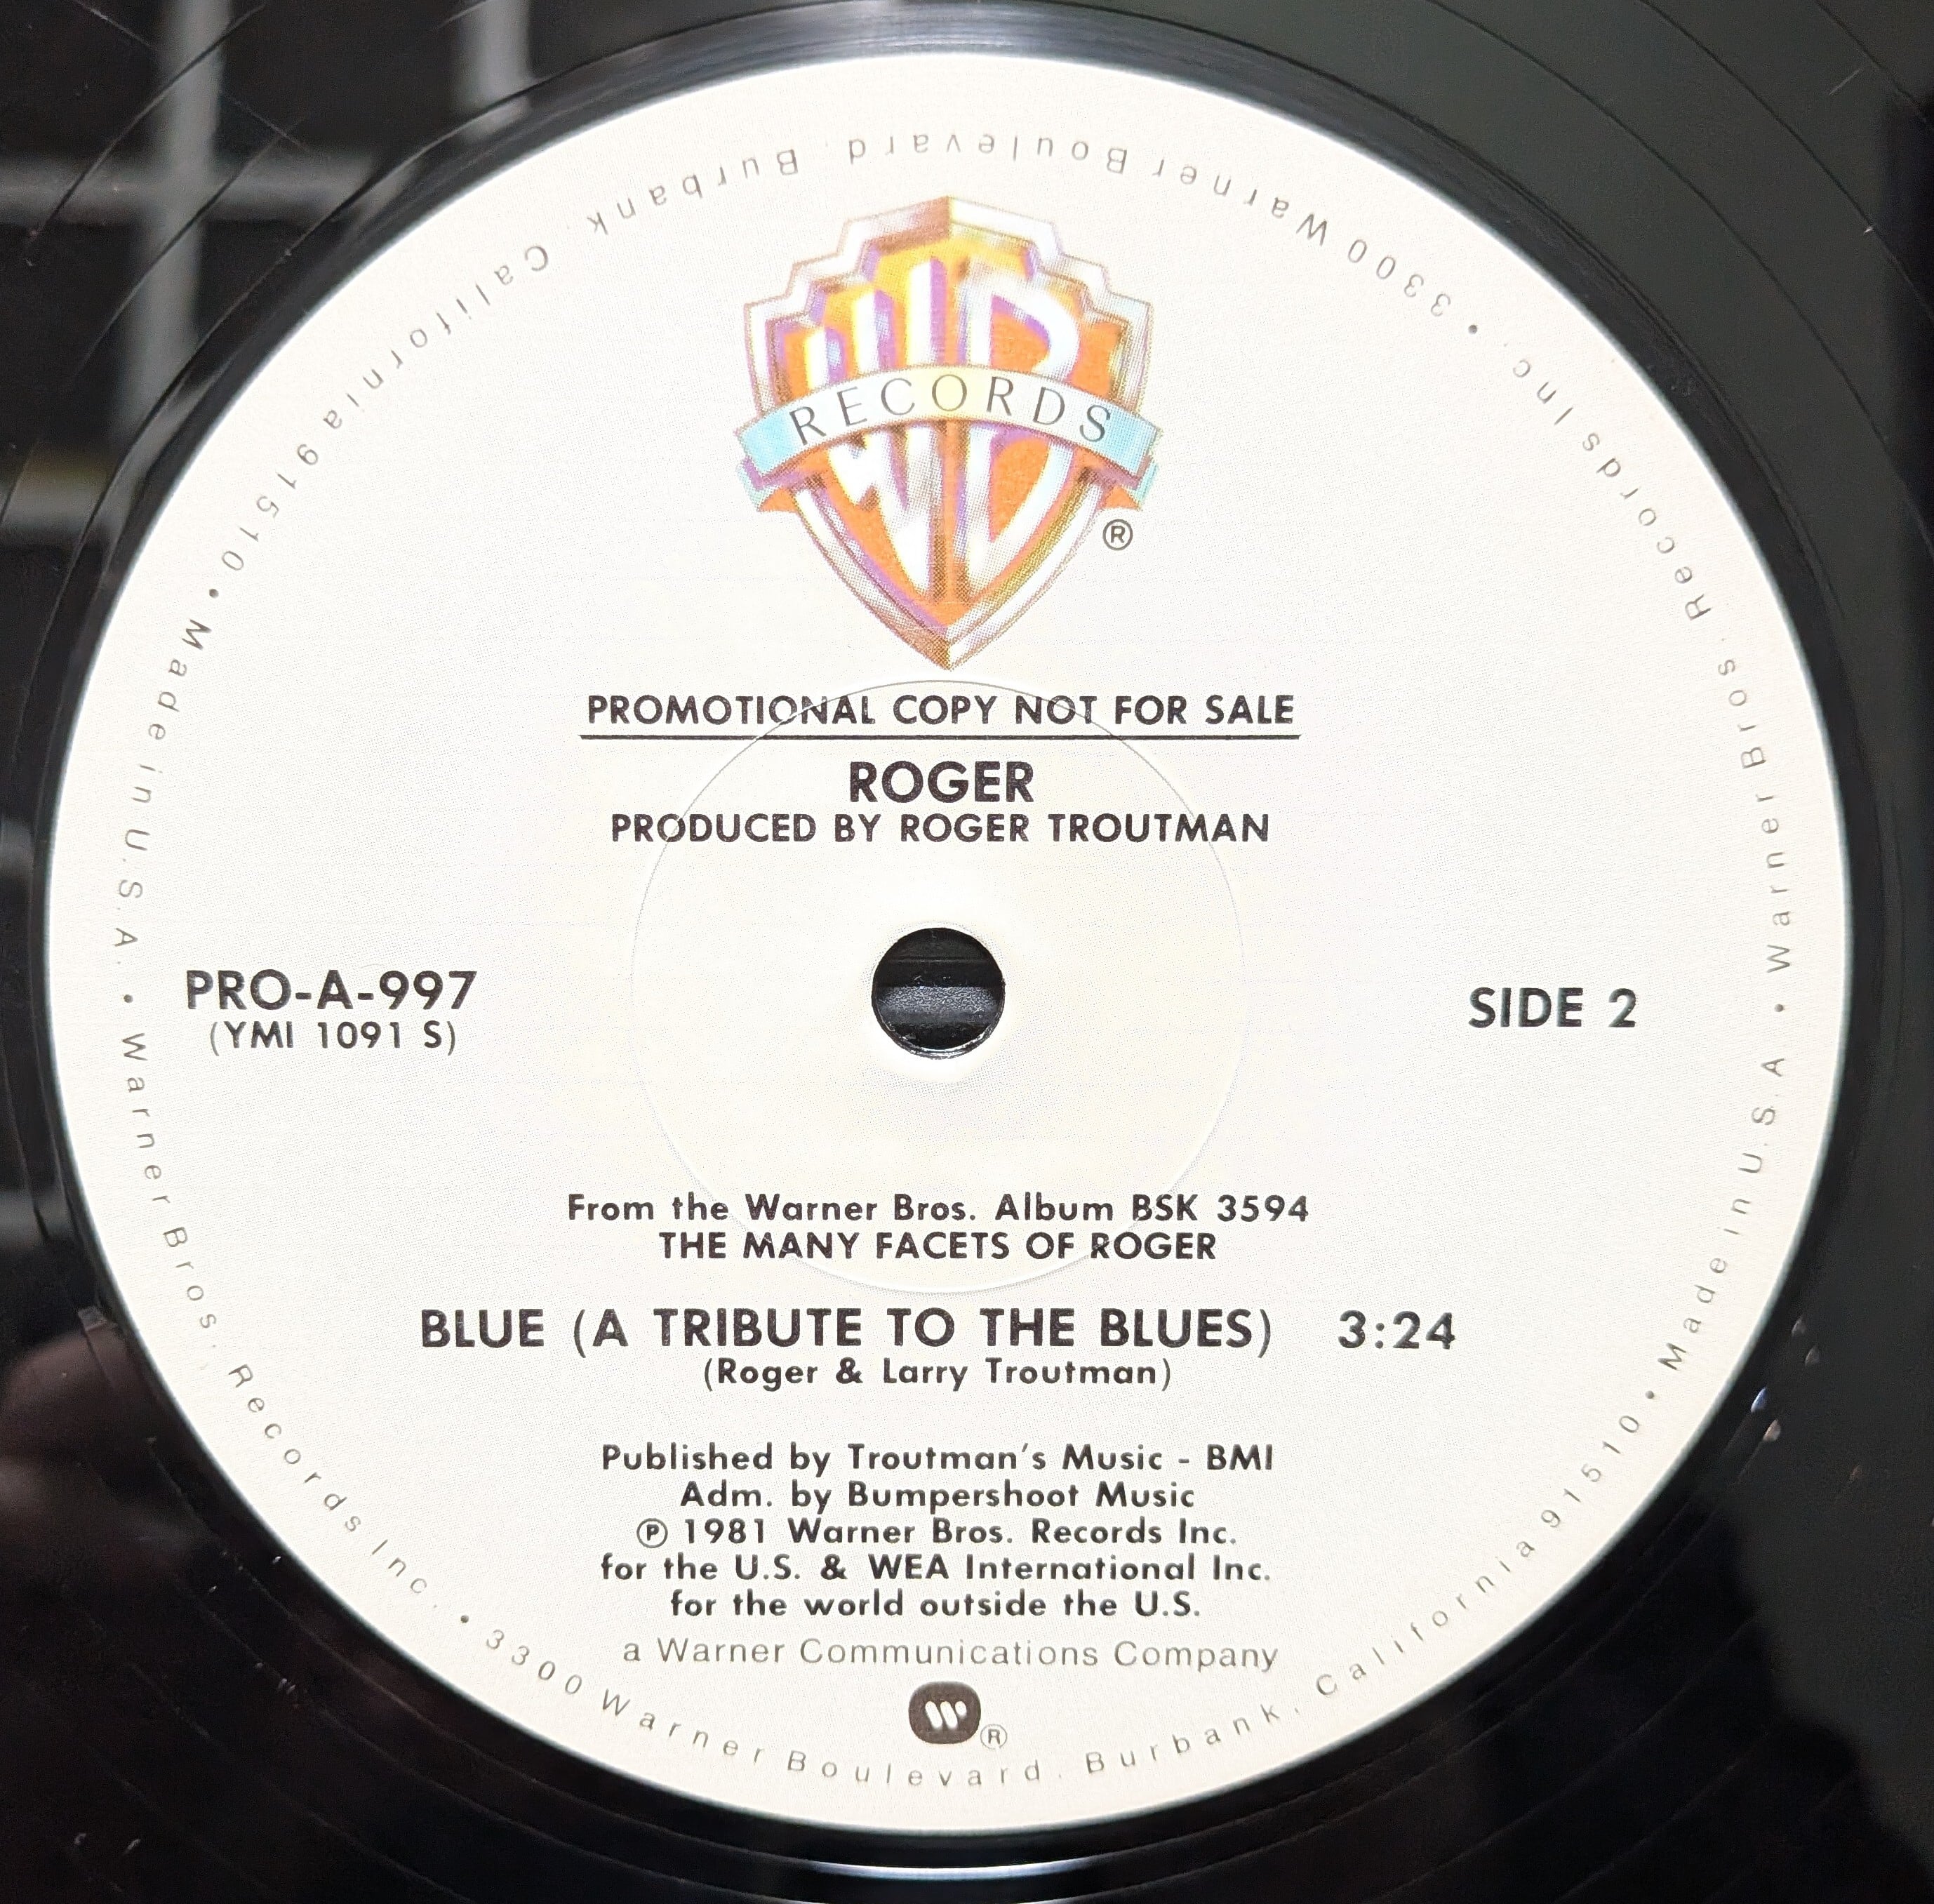 WB
RECORDS
®
PROMOTIONAL COPY NOT FOR SALE
ROGER
PRODUCED BY ROGER TROUTMAN
PRO-A-997
(YMI 1091 S)
SIDE 2
From the Warner Bros. Album BSK 3594
THE MANY FACETS OF ROGER
BLUE (A TRIBUTE TO THE BLUES) 3:24
(Roger & Larry Troutman)
Published by Troutman's Music - BMI
Adm. by Bumpershoot Music
℗ 1981 Warner Bros. Records Inc.
for the U.S. & WEA International Inc.
for the world outside the U.S.
a Warner Communications Company
W®
• Warner Bros. Records Inc. • 3300 Warner Boulevard, Burbank, California 91510 • Made in U.S.A.
• Warner Bros. Records Inc. • 3300 Warner Boulevard, Burbank, California 91510 • Made in U.S.A.